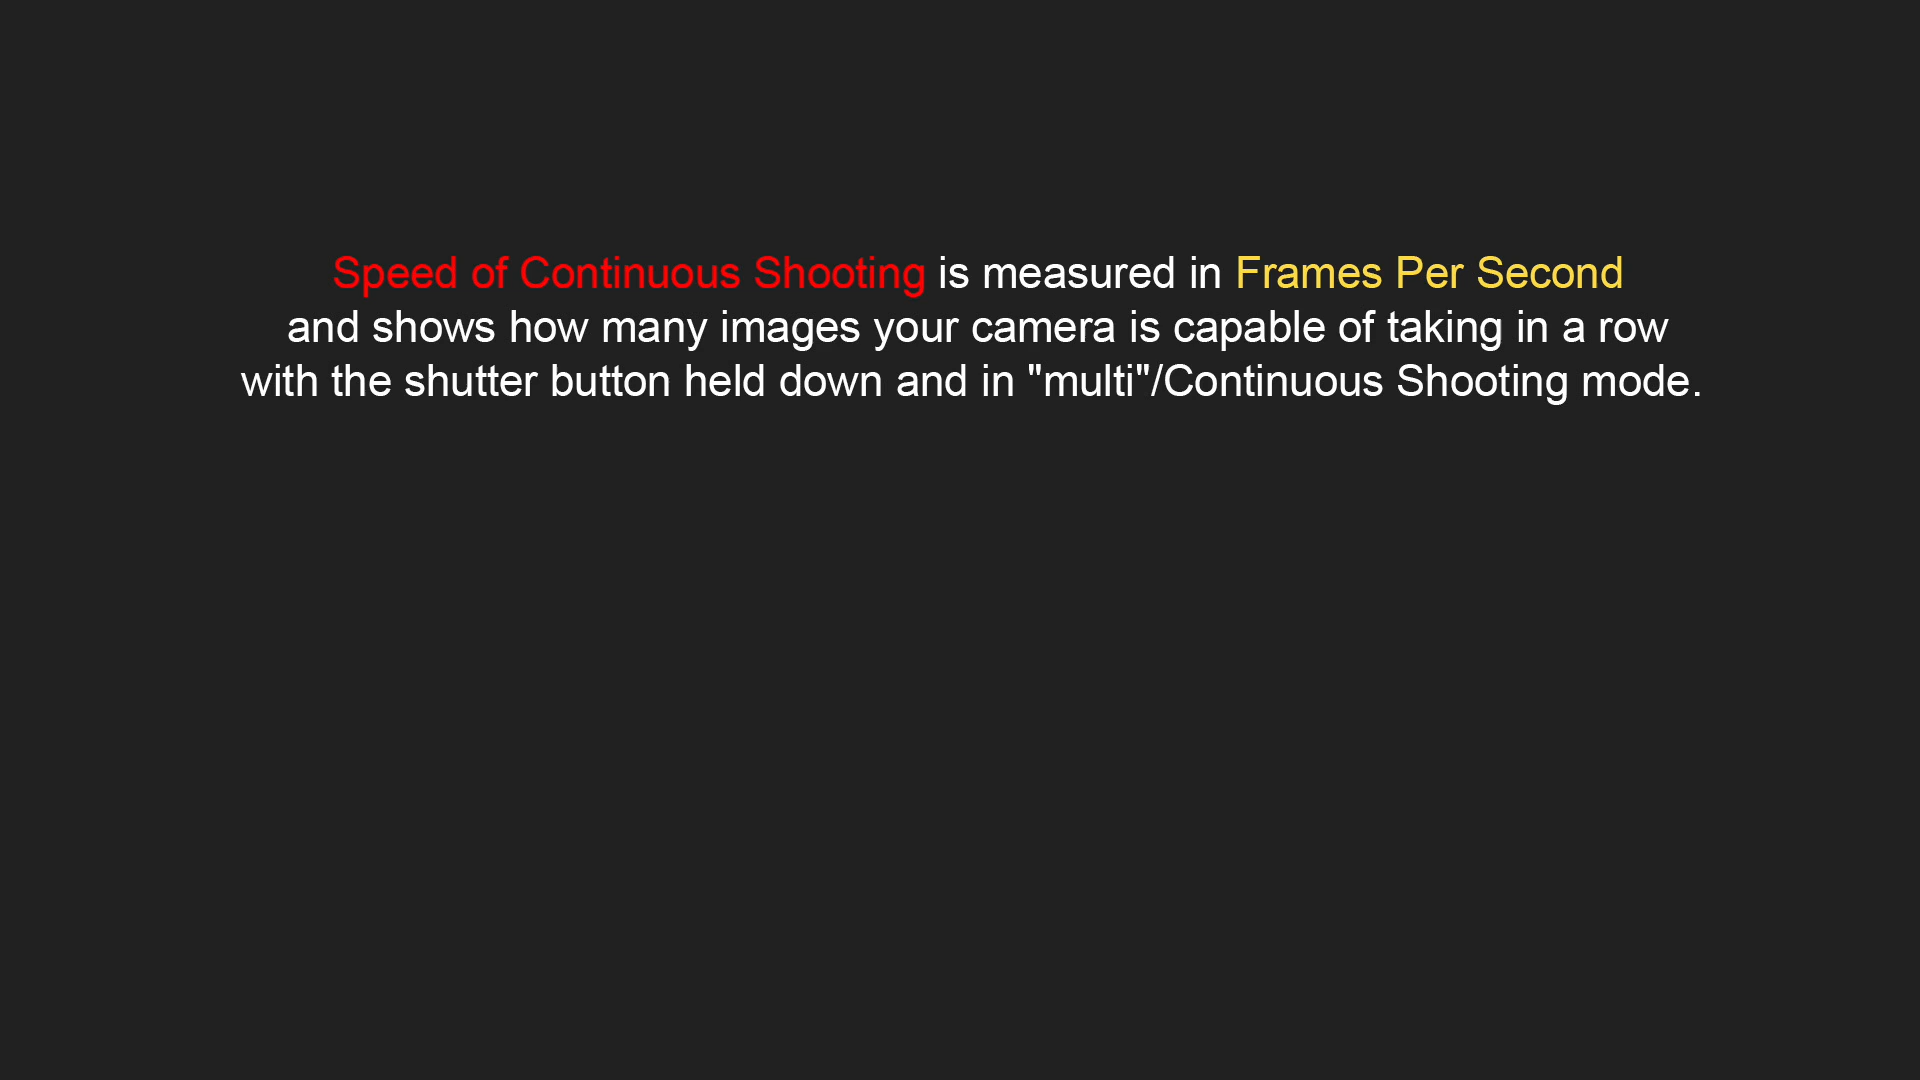 Speed of Continuous Shooting is measured in Frames Per Second
and shows how many images your camera is capable of taking in a row
with the shutter button held down and in "multi"/Continuous Shooting mode.